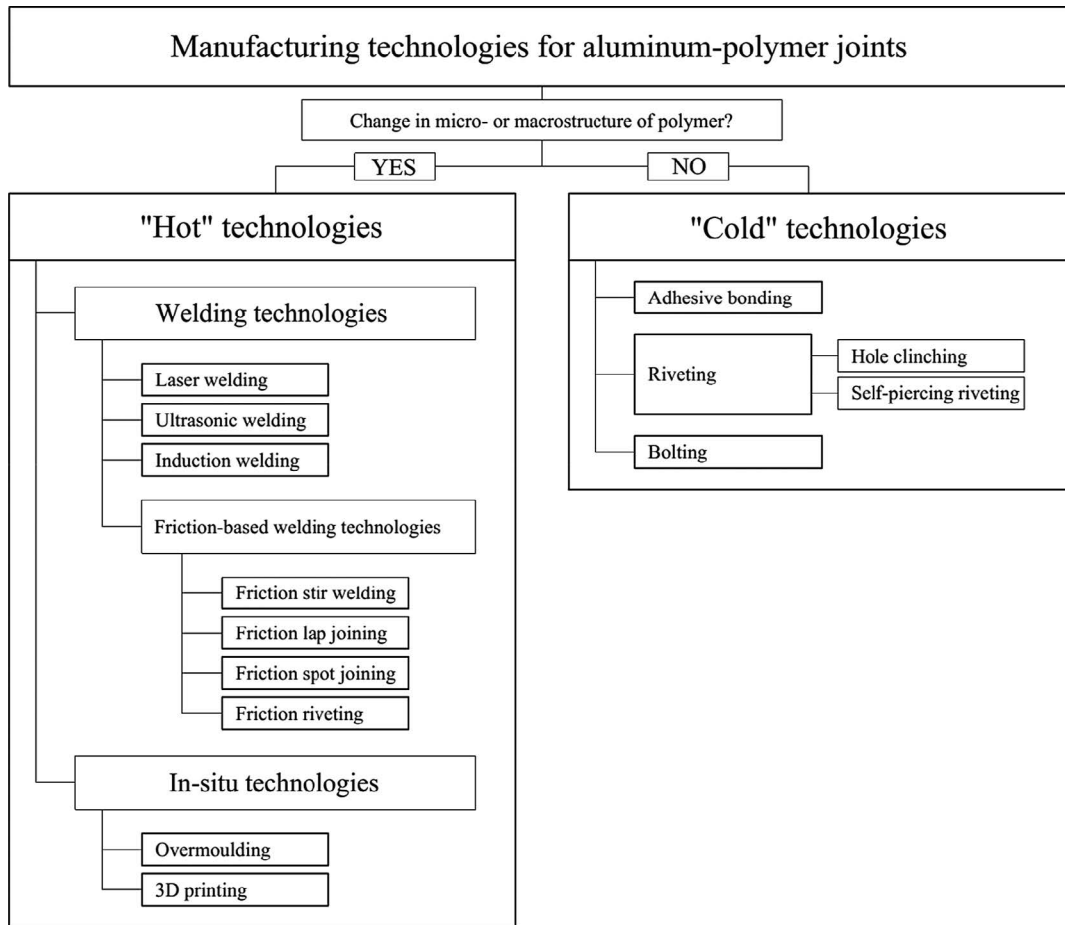 Manufacturing technologies for aluminum-polymer joints
Change in micro- or macrostructure of polymer?
YES
NO
"Hot" technologies
Welding technologies
Laser welding
Ultrasonic welding
Induction welding
Friction-based welding technologies
Friction stir welding
Friction lap joining
Friction spot joining
Friction riveting
In-situ technologies
Overmoulding
3D printing
"Cold" technologies
Adhesive bonding
Riveting
Hole clinching
Self-piercing riveting
Bolting